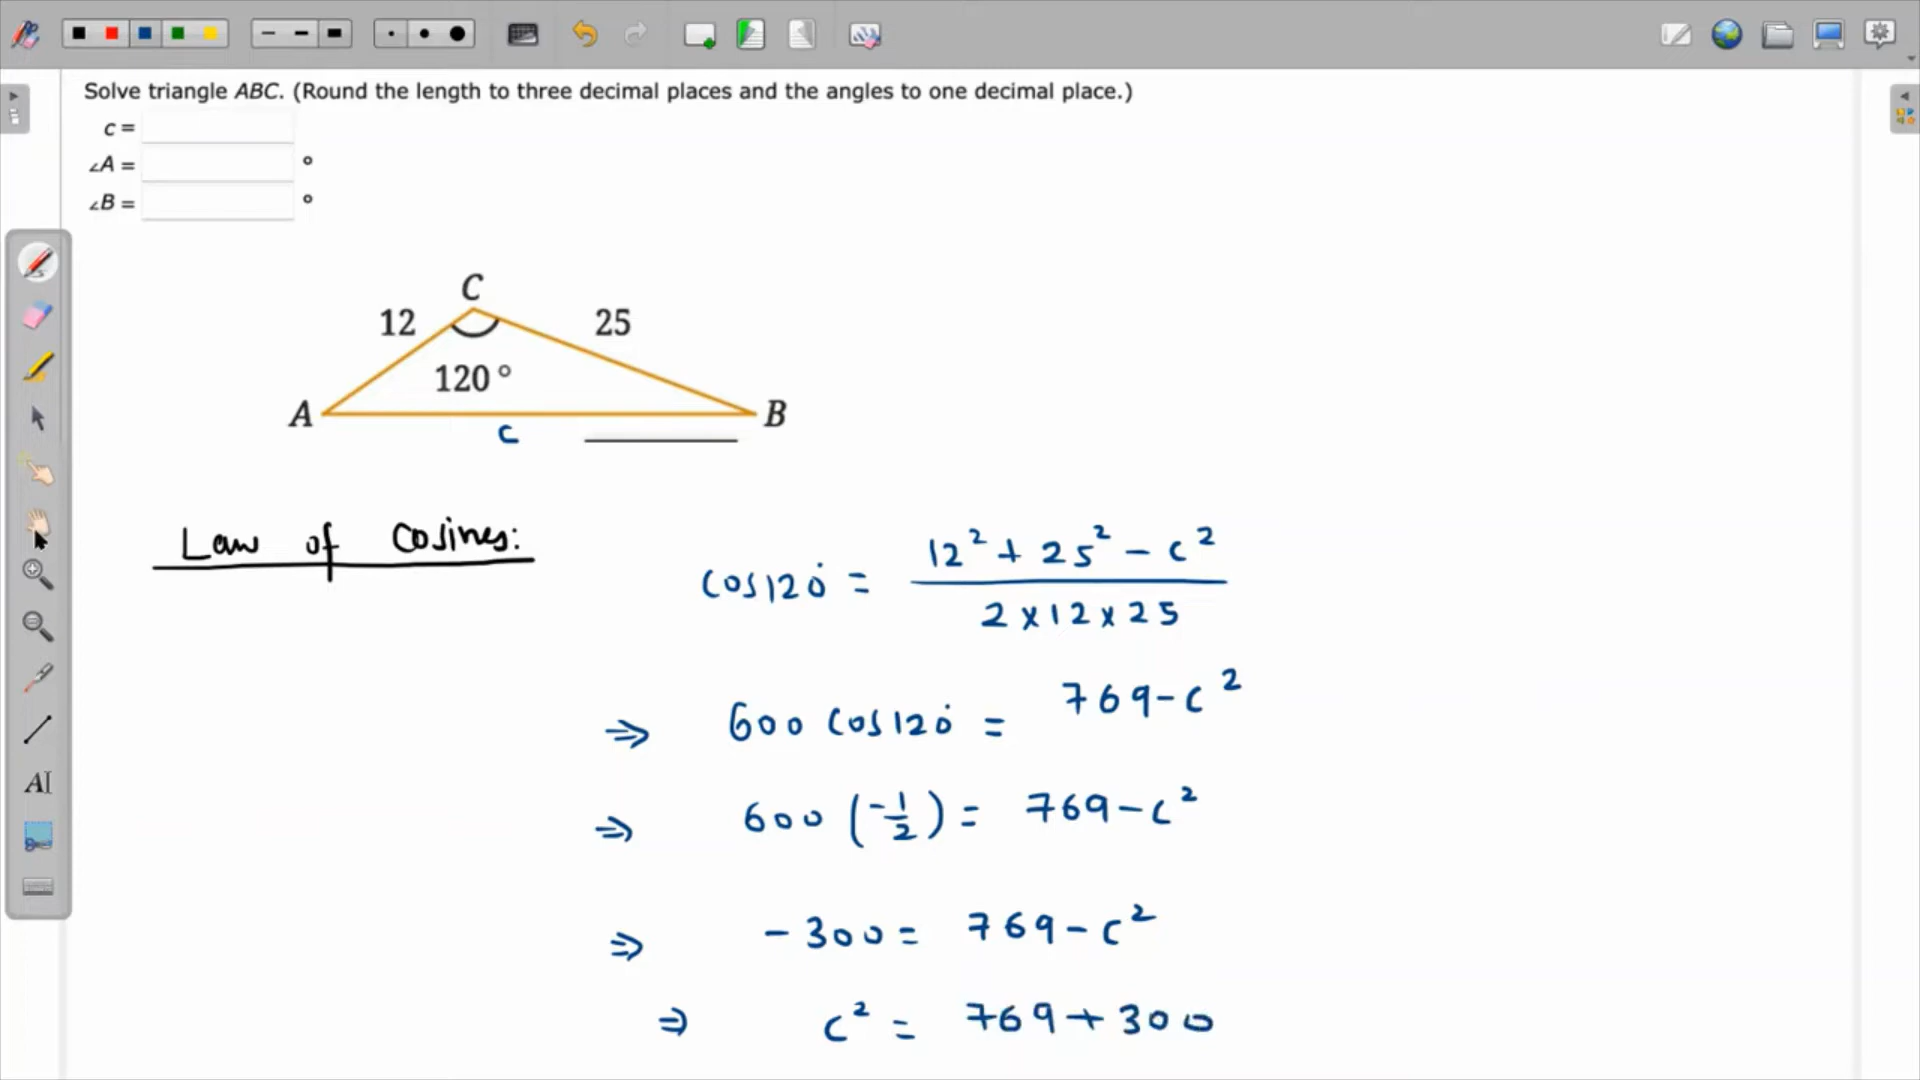 Solve triangle ABC. (Round the length to three decimal places and the angles to one decimal place.)
c =
∠A = °
∠B = °
C
12
25
120°
A
B
c
Law of Cosines:
cos120° = (12² + 25² - c²) / (2 × 12 × 25)
⇒ 600 cos120° = 769 - c²
⇒ 600 (-1/2) = 769 - c²
⇒ -300 = 769 - c²
⇒ c² = 769 + 300
AI